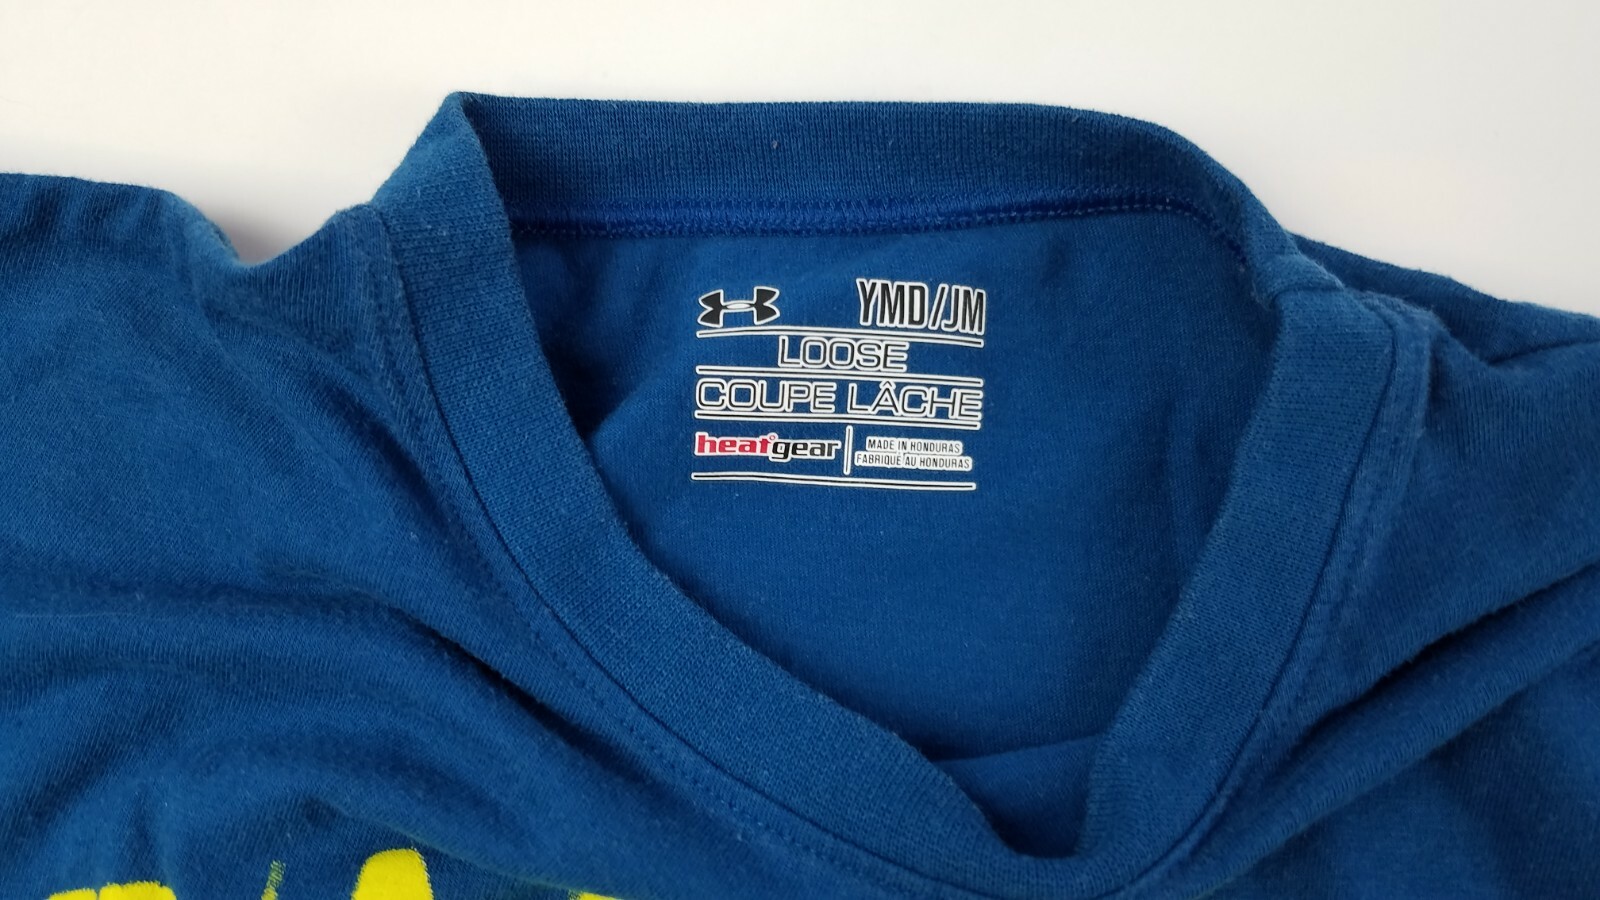 YMD/JM
LOOSE
COUPE LÂCHE
heatgear
MADE IN HONDURAS
FABRIQUÉ AU HONDURAS